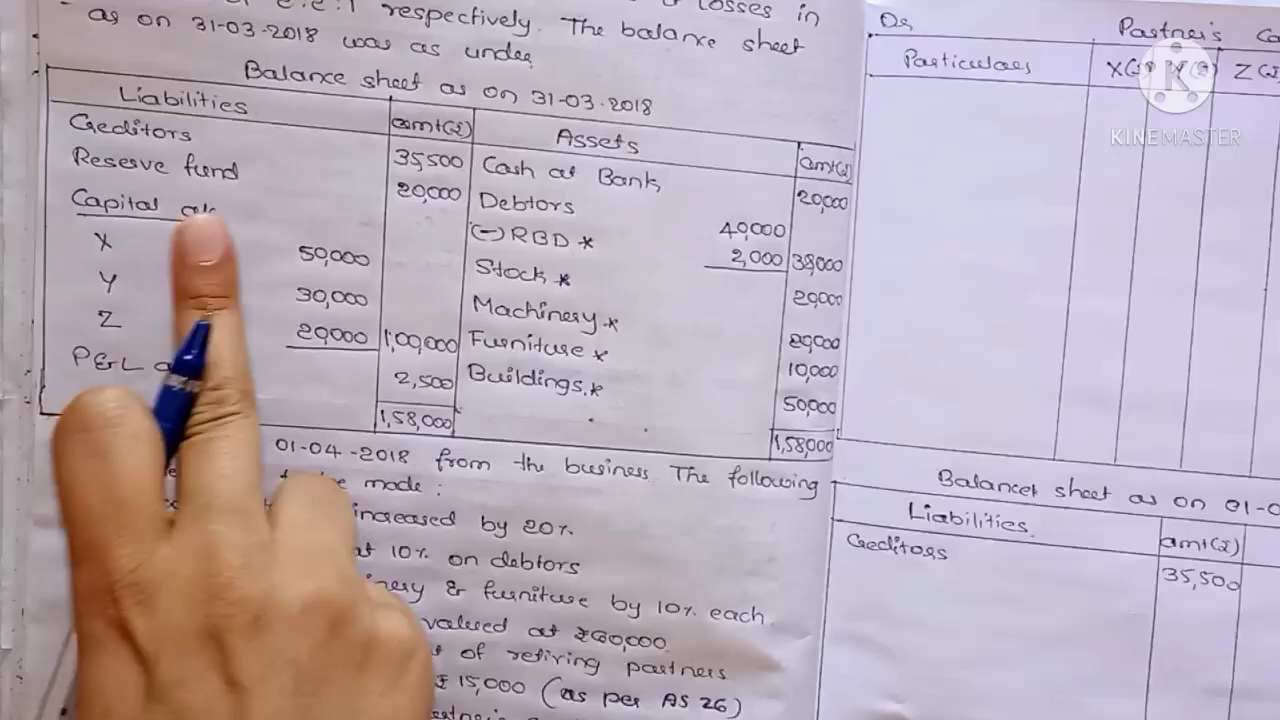 losses in
respectively. The balance sheet
as on 31-03-2018 was as under
Balance sheet as on 31-03-2018
Liabilities amt(₹) Assets amt(₹)
Creditors 35,500 Cash at Bank 20,000
Reserve fund 20,000 Debtors 40,000
Capital (-) RBD * 2,000 38,000
X 50,000 Stock * 20,000
Y 30,000 Machinery * 20,000
Z 20,000 1,00,000 Furniture * 10,000
P&L 2,500 Buildings * 50,000
1,58,000 1,58,000
01-04-2018 from the business The following
made :
increased by 20%
at 10% on debtors
& furniture by 10% each.
valued at ₹60,000
of retiring partners
₹ 15,000 (as per AS 26)
Dr Partner's
Particulars X(₹) Y(₹) Z(₹)
Balance sheet as on 01-0
Liabilities amt(₹)
Creditors 35,500
KINEMASTER